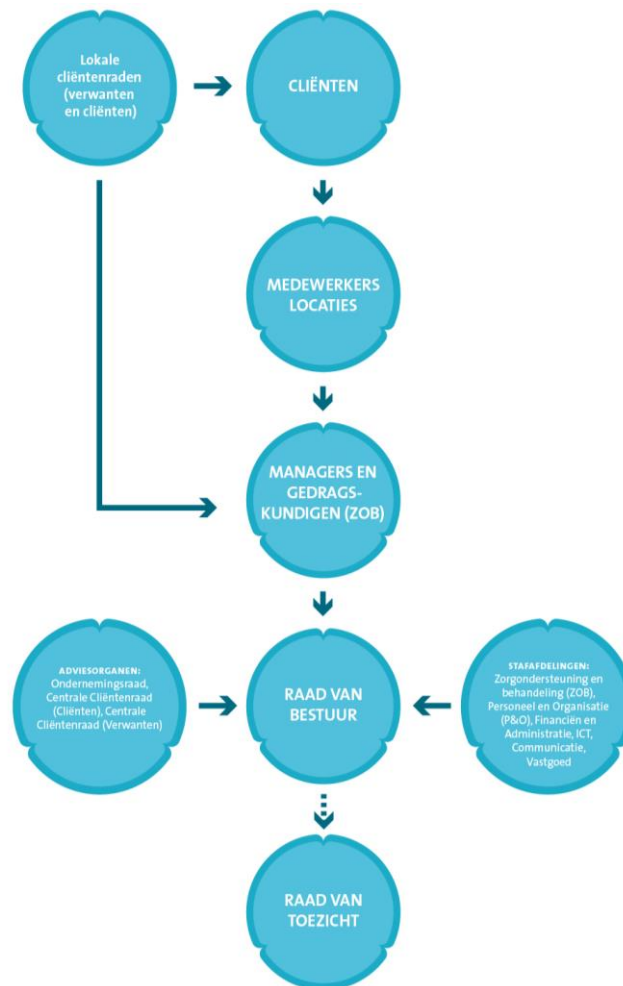 Lokale
cliëntenraden
(verwanten
en cliënten)
CLIËNTEN
MEDEWERKERS
LOCATIES
MANAGERS EN
GEDRAGS-
KUNDIGEN (ZOB)
ADVIESORGANEN:
Ondernemingsraad,
Centrale Cliëntenraad
(Cliënten), Centrale
Cliëntenraad (Verwanten)
RAAD VAN
BESTUUR
STAFAFDELINGEN:
Zorgondersteuning en
behandeling (ZOB),
Personeel en Organisatie
(P&O), Financiën en
Administratie, ICT,
Communicatie,
Vastgoed
RAAD VAN
TOEZICHT